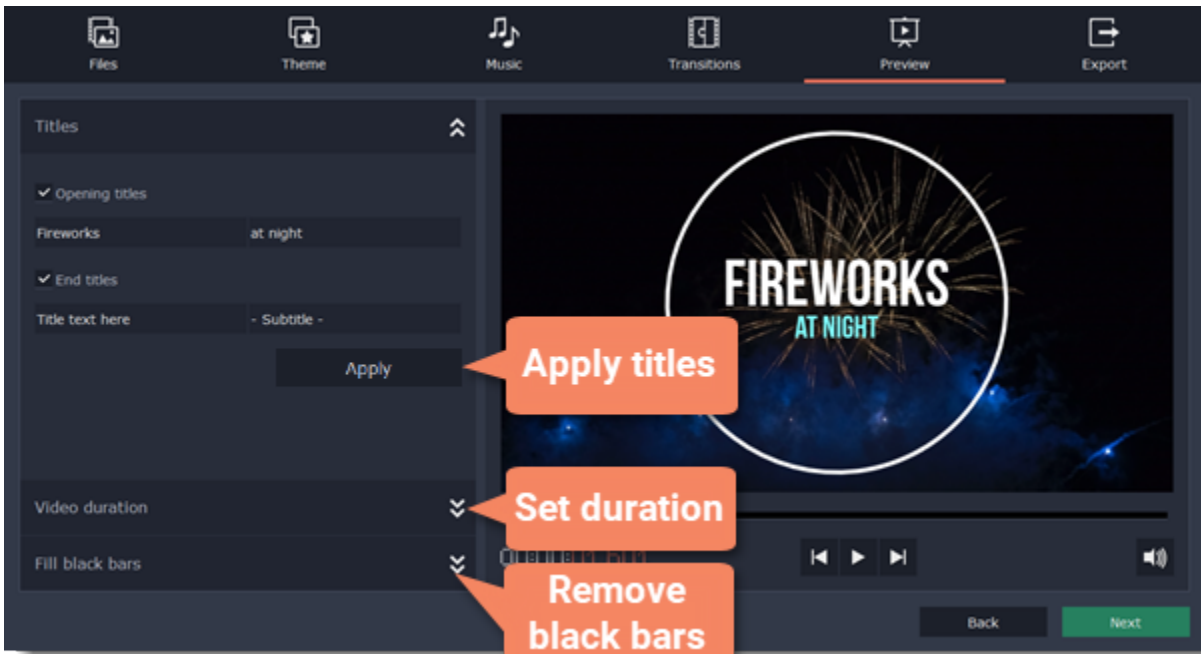 Files
Theme
Music
Transitions
Preview
Export
Titles
Opening titles
Fireworks
at night
End titles
Title text here
- Subtitle -
Apply
Apply titles
FIREWORKS
AT NIGHT
Video duration
Set duration
Fill black bars
Remove
black bars
Back
Next